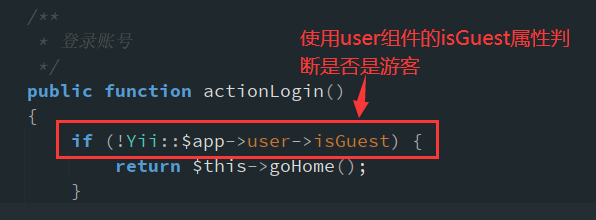 /**
 * 登录账号
 */
使用user组件的isGuest属性判
断是否是游客
public function actionLogin()
{
    if (!Yii::$app->user->isGuest) {
        return $this->goHome();
    }